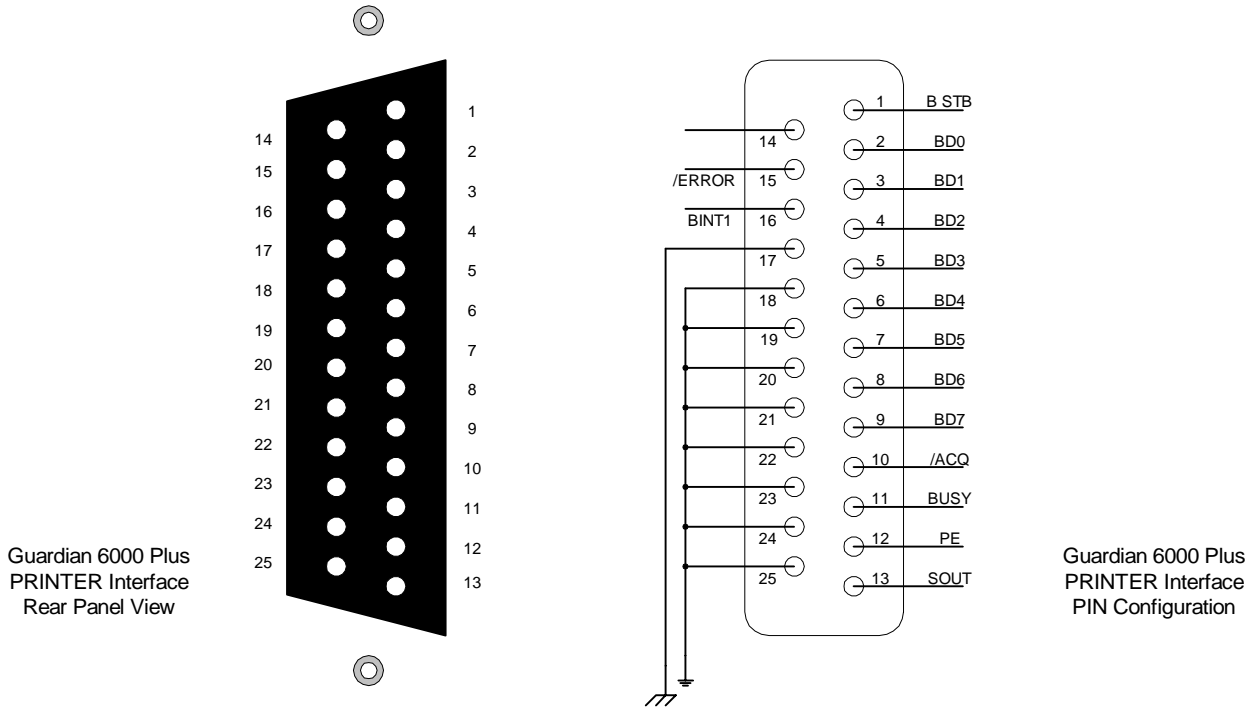 1
2
3
4
5
6
7
8
9
10
11
12
13
14
15
16
17
18
19
20
21
22
23
24
25
Guardian 6000 Plus
PRINTER Interface
Rear Panel View
1 B STB
2 BD0
3 BD1
4 BD2
5 BD3
6 BD4
7 BD5
8 BD6
9 BD7
10 /ACQ
11 BUSY
12 PE
13 SOUT
14
/ERROR 15
BINT1 16
17
18
19
20
21
22
23
24
25
Guardian 6000 Plus
PRINTER Interface
PIN Configuration